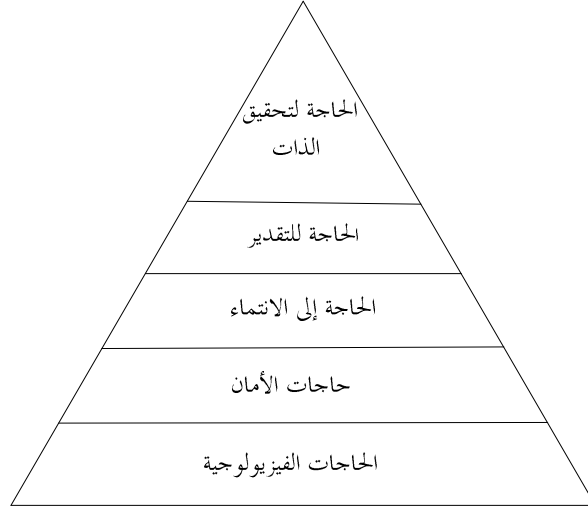 الحاجة لتحقيق
الذات
الحاجة للتقدير
الحاجة إلى الانتماء
حاجات الأمان
الحاجات الفيزيولوجية